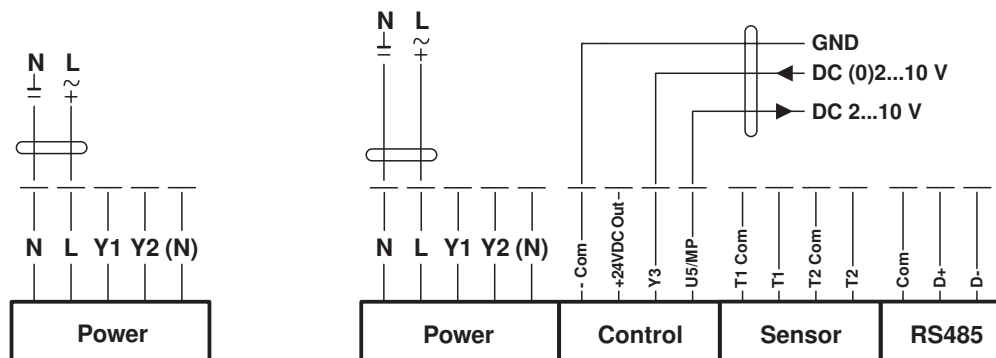 N L
N L
GND
DC (0)2...10 V
DC 2...10 V
N L Y1 Y2 (N)
N L Y1 Y2 (N)
- Com
+24VDC Out
Y3
U5/MP
T1 Com
T1
T2 Com
T2
Com
D+
D-
Power
Power
Control
Sensor
RS485